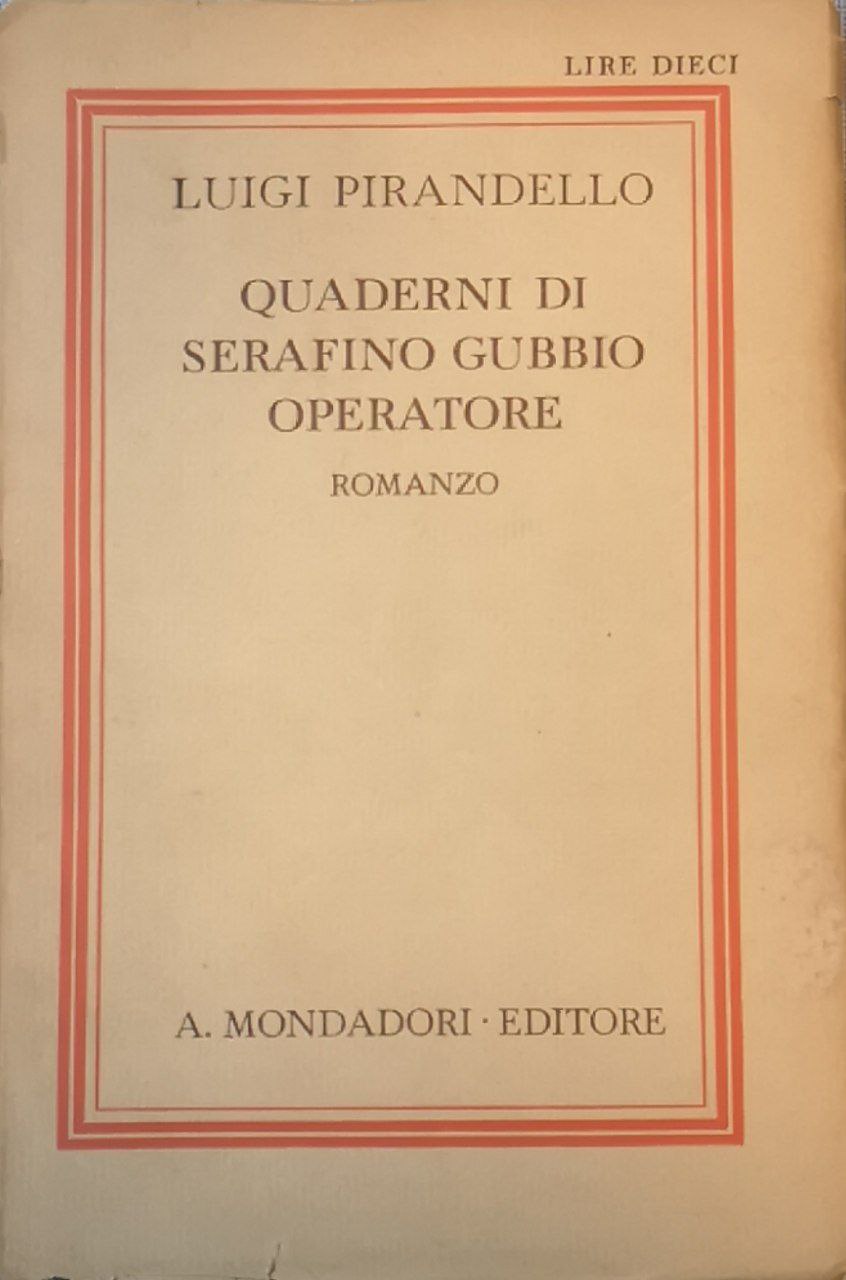 LIRE DIECI
LUIGI PIRANDELLO
QUADERNI DI
SERAFINO GUBBIO
OPERATORE
ROMANZO
A. MONDADORI · EDITORE